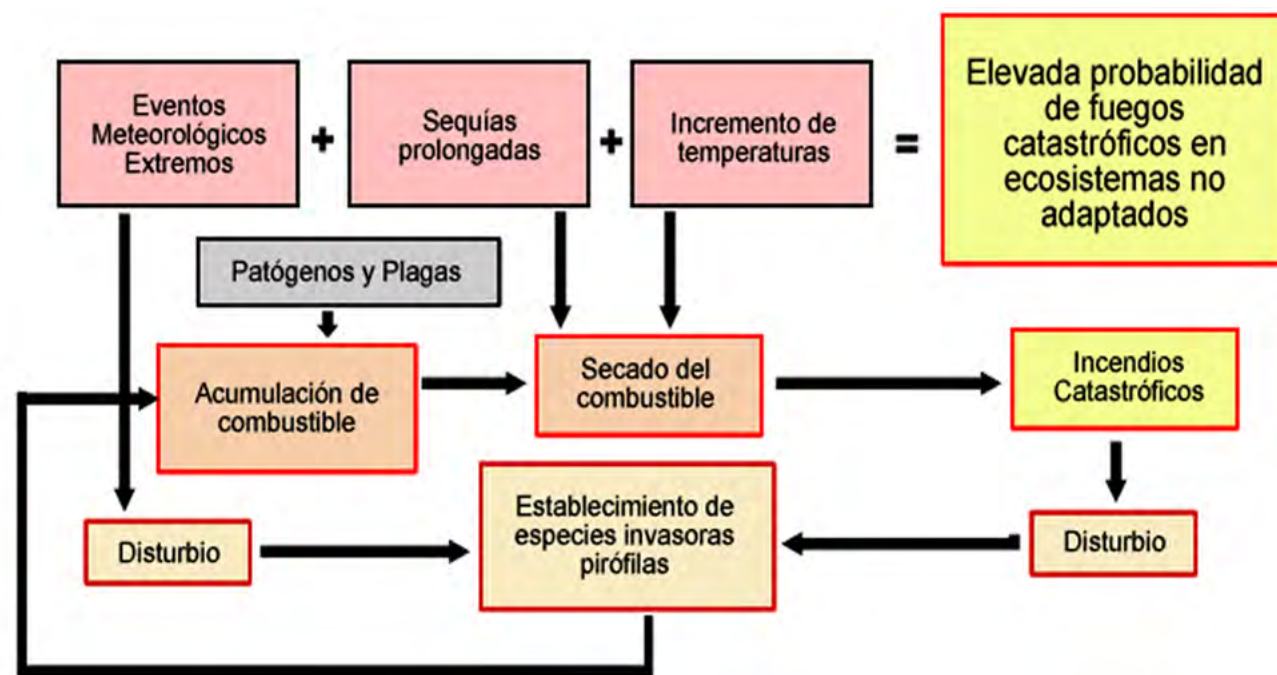 Eventos
Meteorológicos
Extremos
+
Sequías
prolongadas
+
Incremento de
temperaturas
=
Elevada probabilidad
de fuegos
catastróficos en
ecosistemas no
adaptados
Patógenos y Plagas
Acumulación de
combustible
Secado del
combustible
Incendios
Catastróficos
Disturbio
Establecimiento de
especies invasoras
pirófilas
Disturbio